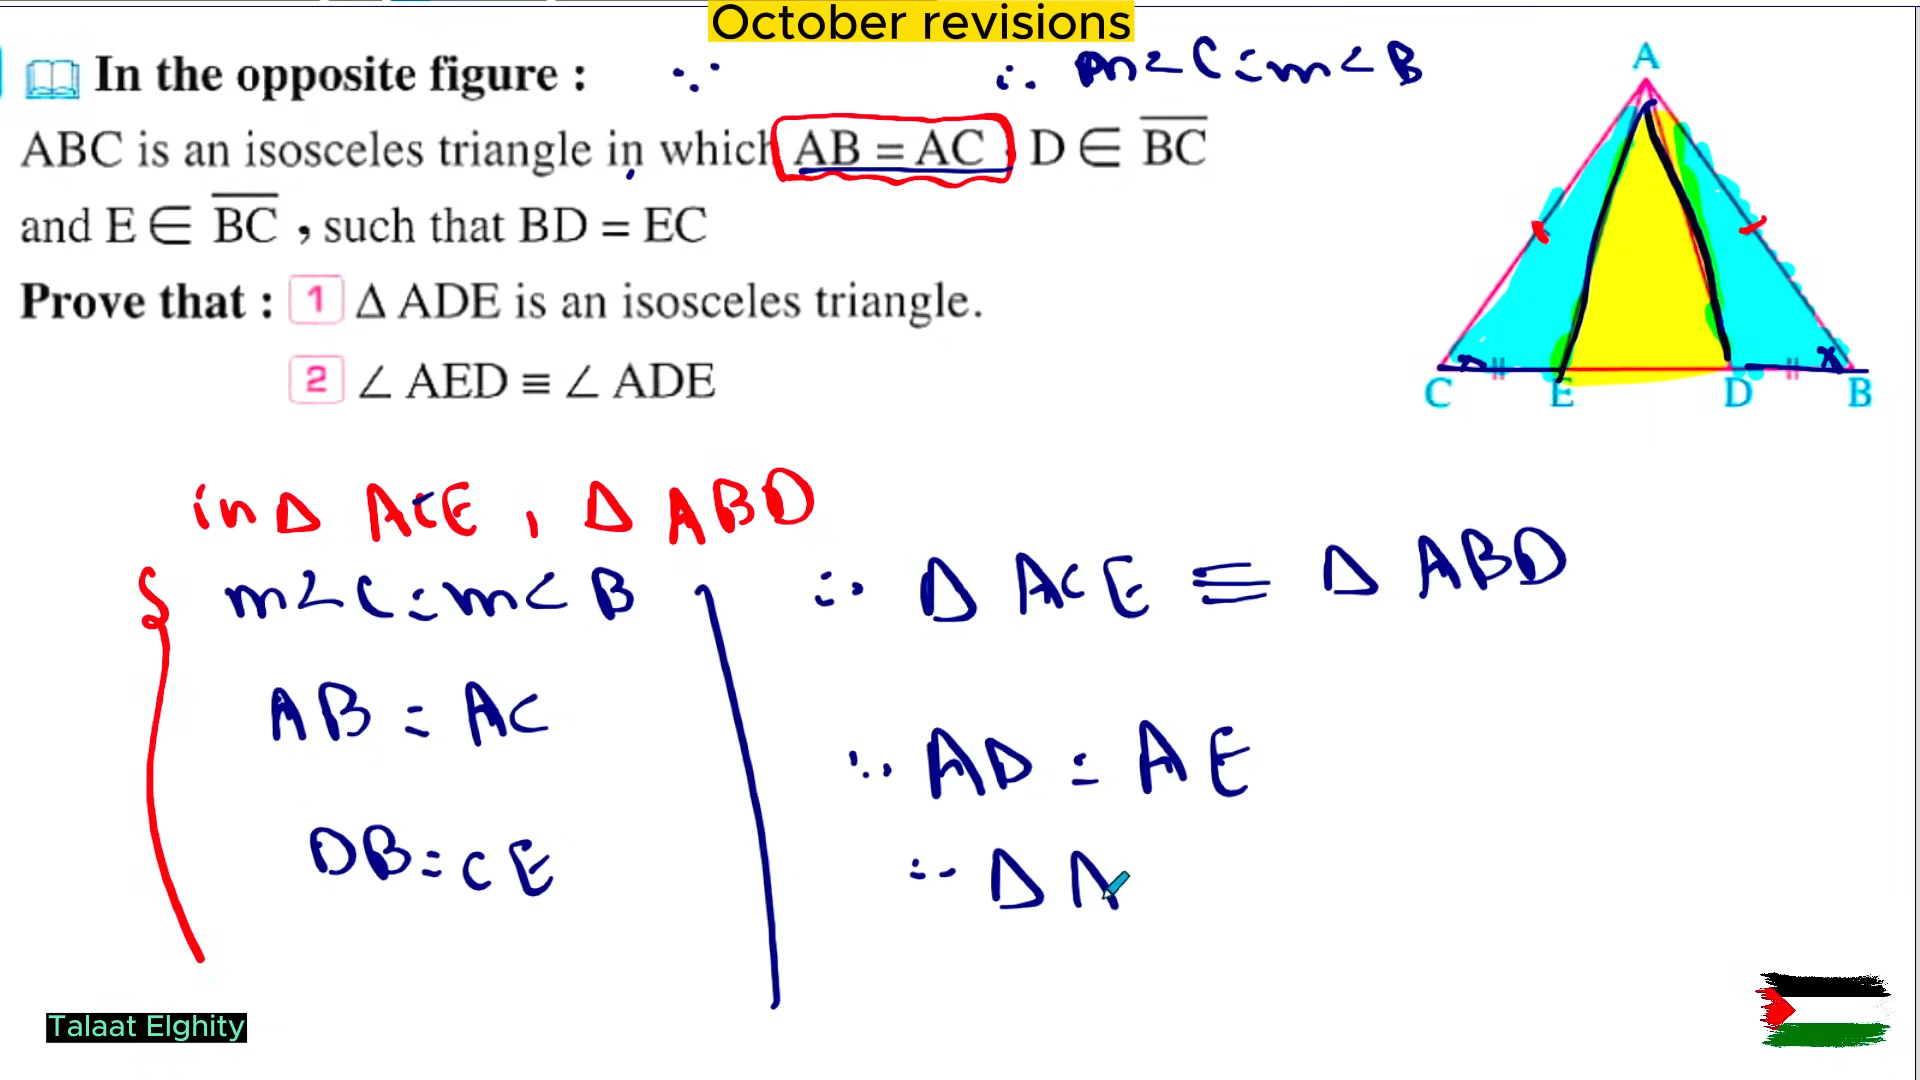 October revisions
In the opposite figure :
∵ ∴ m∠C = m∠B
ABC is an isosceles triangle in which AB = AC D ∈ BC
and E ∈ BC , such that BD = EC
Prove that : 1 Δ ADE is an isosceles triangle.
2 ∠ AED ≡ ∠ ADE
A
C E D B
in Δ ACE , Δ ABD
m∠C = m∠B
AB = AC
DB = CE
∴ Δ ACE ≡ Δ ABD
∴ AD = AE
∴ Δ A
Talaat Elghity